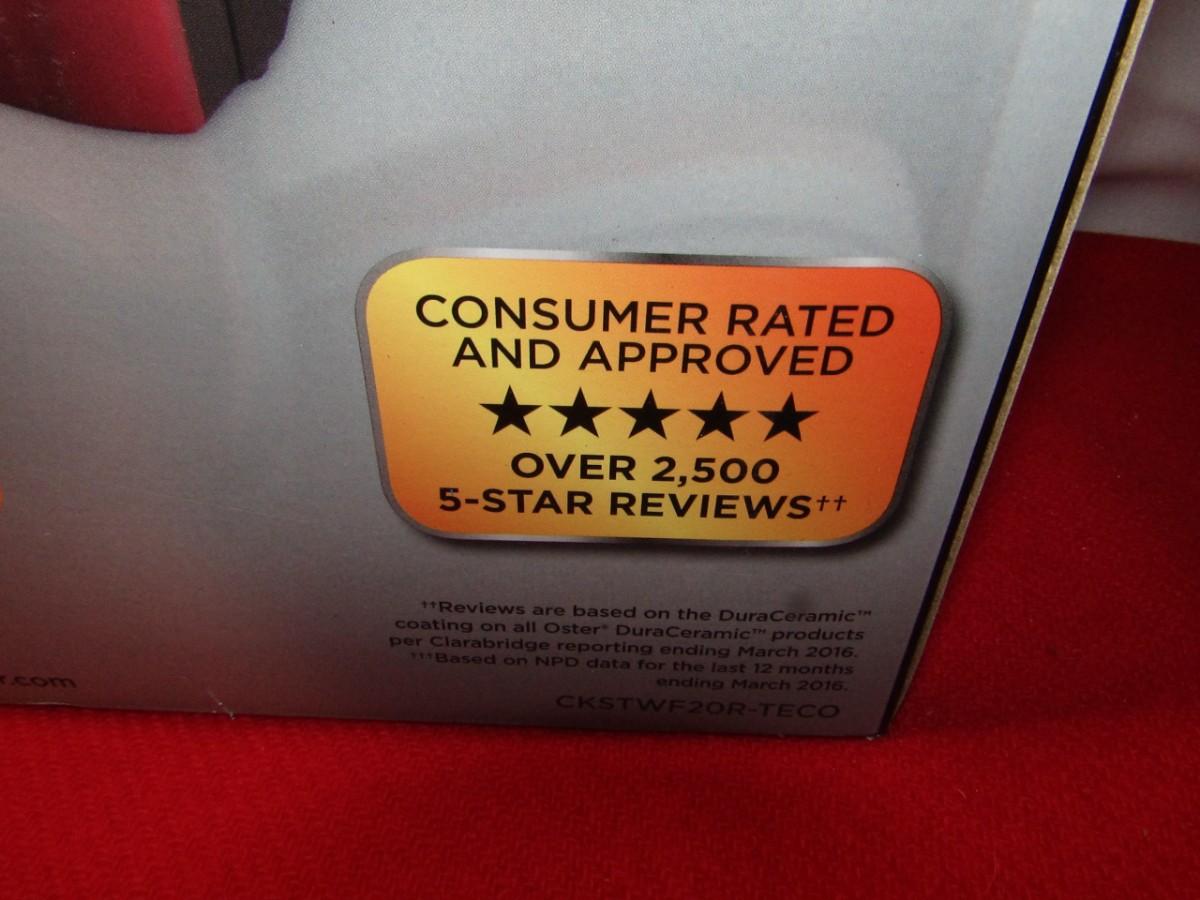 CONSUMER RATED
AND APPROVED
★★★★★
OVER 2,500
5-STAR REVIEWS††
††Reviews are based on the DuraCeramic™
coating on all Oster® DuraCeramic™ products
per Clarabridge reporting ending March 2016.
†††Based on NPD data for the last 12 months
ending March 2016.
r.com
CKSTWF20R-TECO